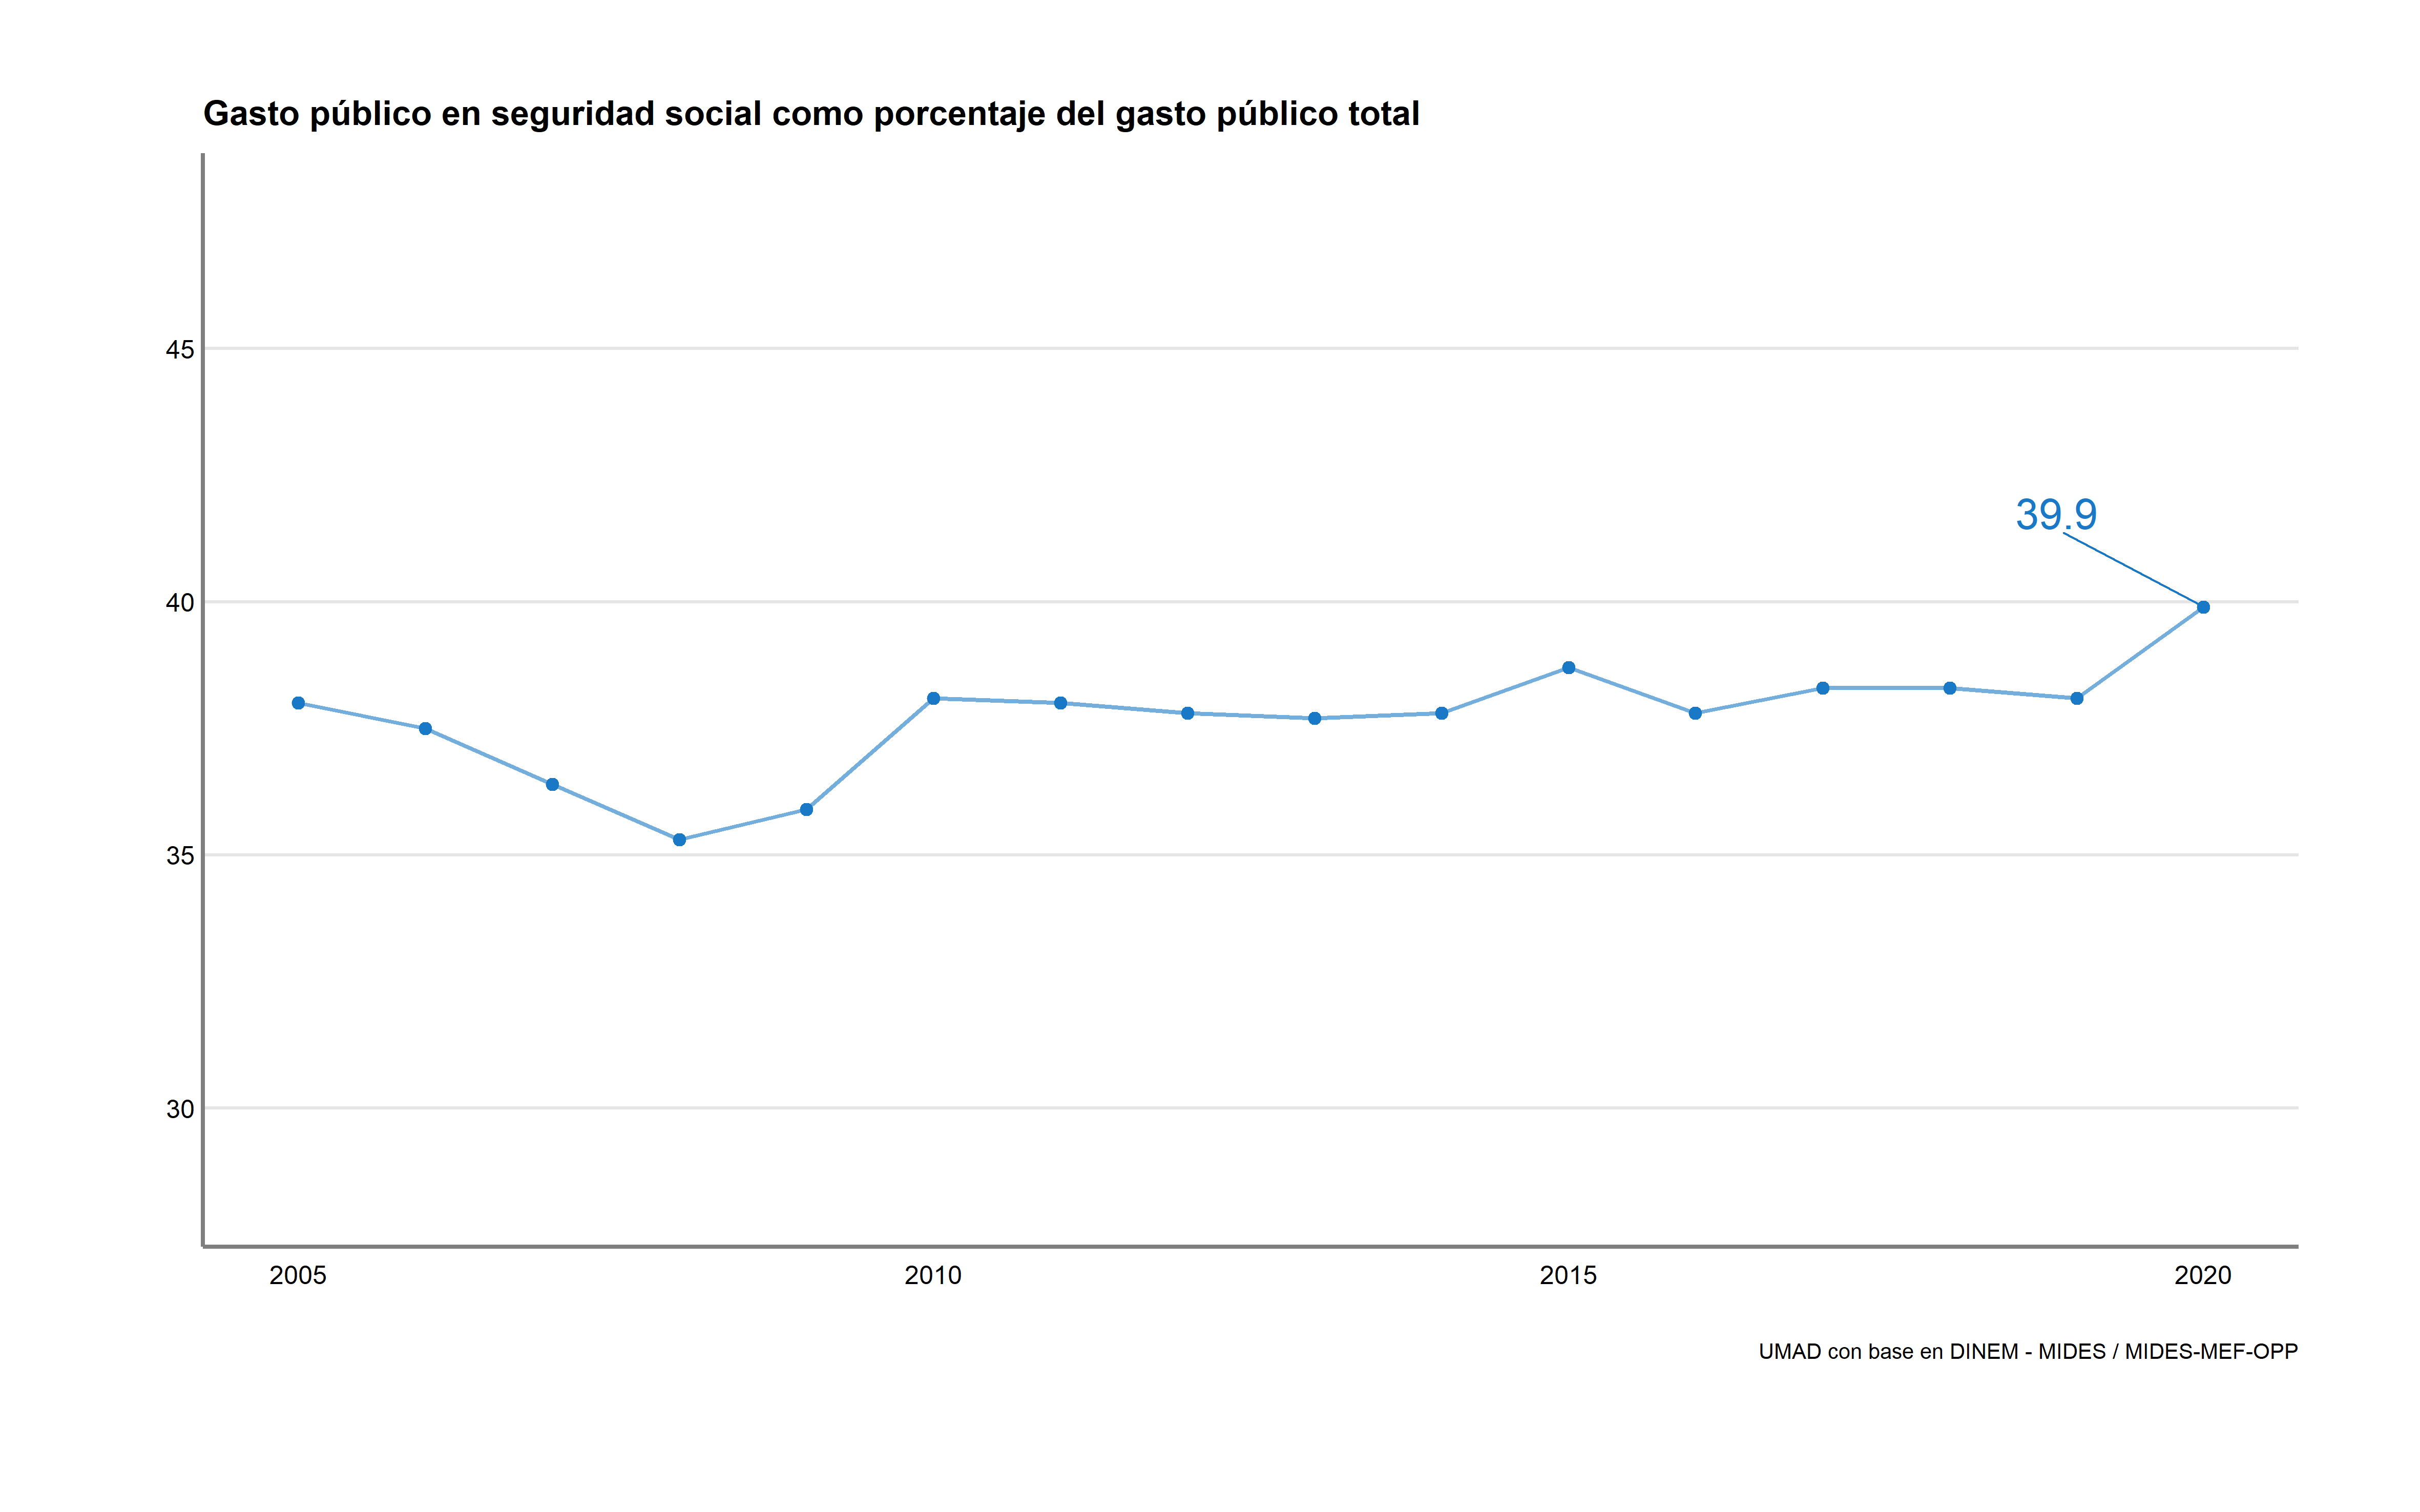 Gasto público en seguridad social como porcentaje del gasto público total
45
40
35
30
39.9
2005 2010 2015 2020
UMAD con base en DINEM - MIDES / MIDES-MEF-OPP